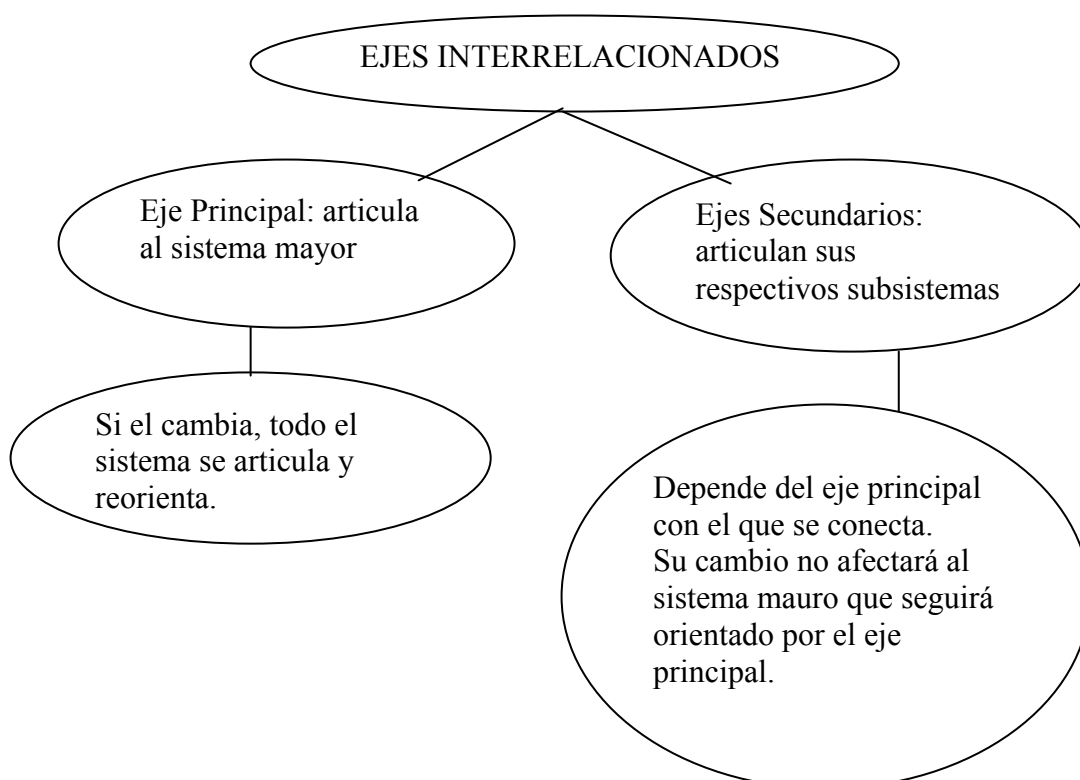 EJES INTERRELACIONADOS
Eje Principal: articula
al sistema mayor
Ejes Secundarios:
articulan sus
respectivos subsistemas
Si el cambia, todo el
sistema se articula y
reorienta.
Depende del eje principal
con el que se conecta.
Su cambio no afectará al
sistema mauro que seguirá
orientado por el eje
principal.